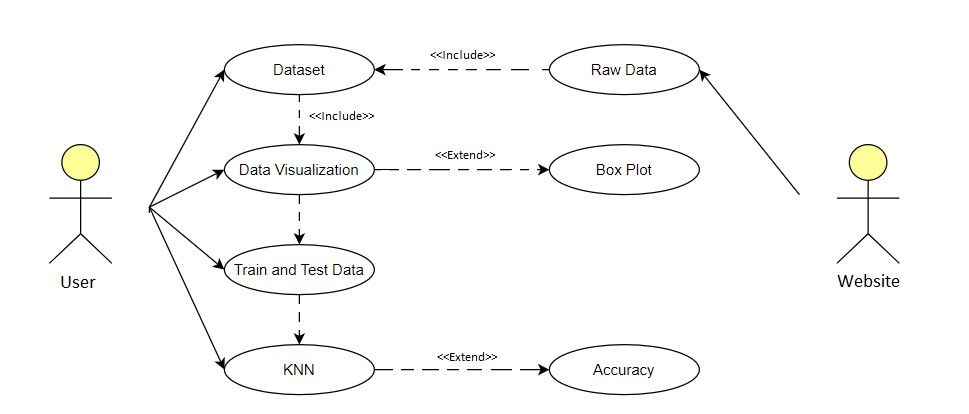 <<Include>>
Dataset
Raw Data
<<Include>>
<<Extend>>
Data Visualization
Box Plot
Train and Test Data
User
Website
<<Extend>>
KNN
Accuracy